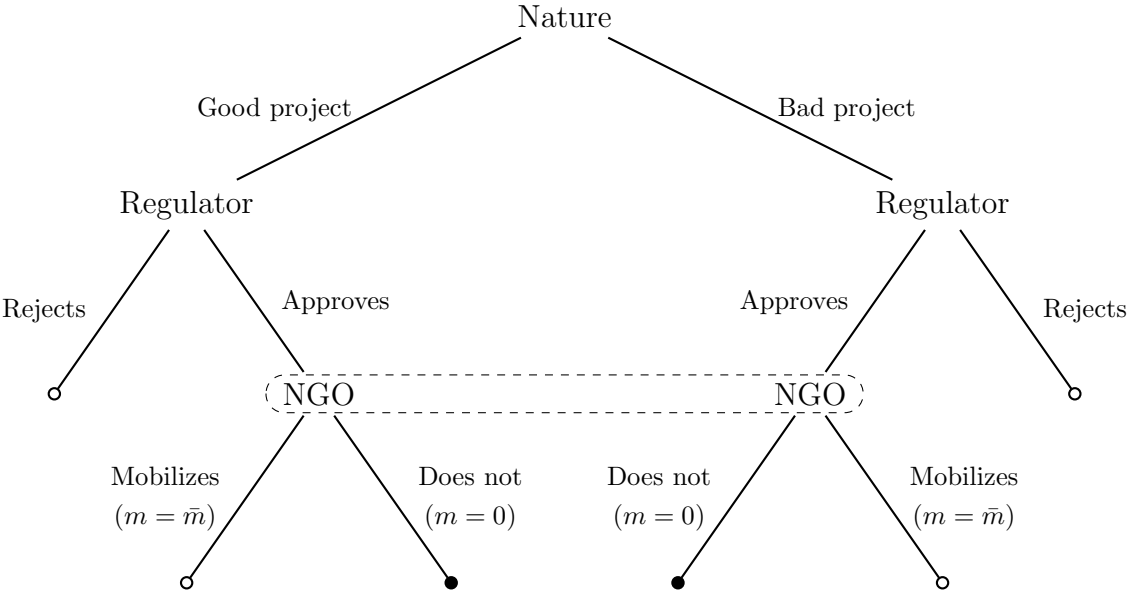 Nature
Good project
Bad project
Regulator
Regulator
Rejects
Approves
Approves
Rejects
NGO
NGO
Mobilizes
(m = m̄)
Does not
(m = 0)
Does not
(m = 0)
Mobilizes
(m = m̄)